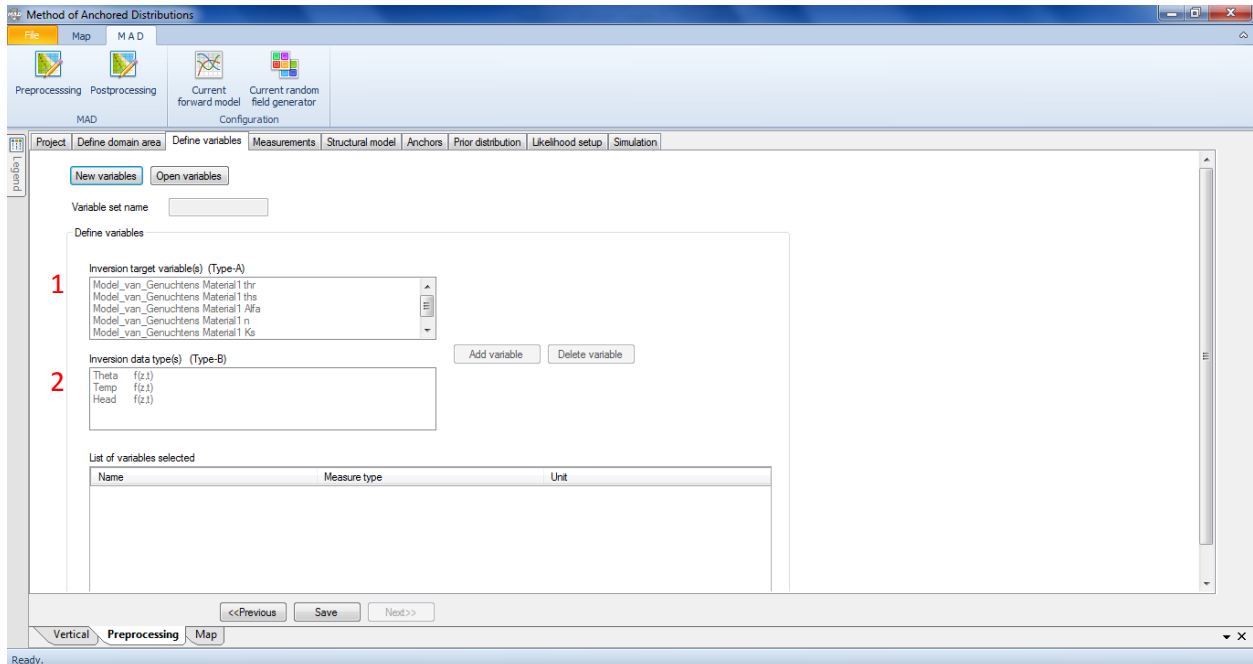 MAD Method of Anchored Distributions
File Map M A D
Preprocesssing Postprocessing Current forward model Current random field generator
MAD Configuration
Legend
Project Define domain area Define variables Measurements Structural model Anchors Prior distribution Likelihood setup Simulation
New variables Open variables
Variable set name
Define variables
Inversion target variable(s) (Type-A)
1
Model_van_Genuchtens Material1 thr
Model_van_Genuchtens Material1 ths
Model_van_Genuchtens Material1 Alfa
Model_van_Genuchtens Material1 n
Model_van_Genuchtens Material1 Ks
Add variable Delete variable
Inversion data type(s) (Type-B)
2
Theta f(z,t)
Temp f(z,t)
Head f(z,t)
List of variables selected
Name Measure type Unit
<<Previous Save Next>>
Vertical Preprocessing Map
Ready.